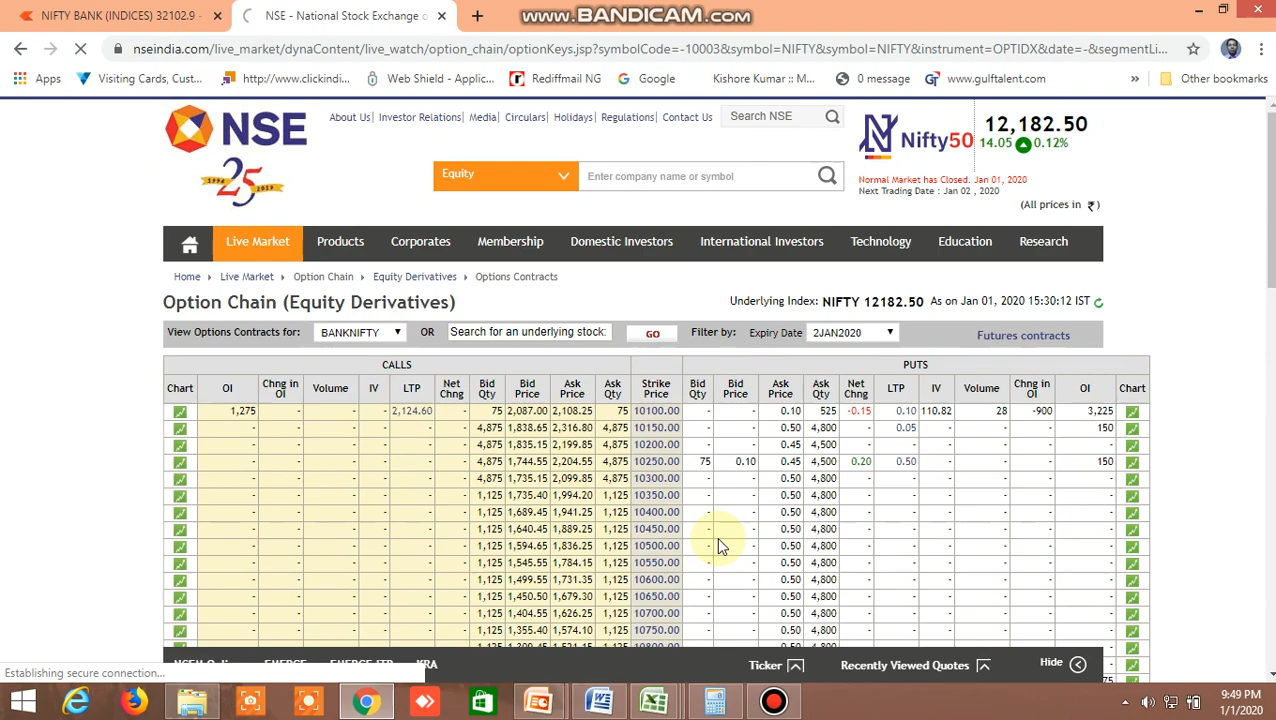 NIFTY BANK (INDICES) 32102.9 -
NSE - National Stock Exchange o
www.BANDICAM.com
nseindia.com/live_market/dynaContent/live_watch/option_chain/optionKeys.jsp?symbolCode=-10003&symbol=NIFTY&symbol=NIFTY&instrument=OPTIDX&date=-&segmentLi...
Apps Visiting Cards, Cust... http://www.clickindi... Web Shield - Applic... Rediffmail NG Google Kishore Kumar :: M... 0 message www.gulftalent.com » Other bookmarks
NSE
1994 25 2019
About Us| Investor Relations| Media| Circulars| Holidays| Regulations| Contact Us
Search NSE
Nifty50
12,182.50
14.05 0.12%
Equity
Enter company name or symbol
Normal Market has Closed. Jan 01, 2020
Next Trading Date : Jan 02 , 2020
(All prices in ₹)
Live Market Products Corporates Membership Domestic Investors International Investors Technology Education Research
Home Live Market Option Chain Equity Derivatives Options Contracts
Option Chain (Equity Derivatives)
Underlying Index: NIFTY 12182.50 As on Jan 01, 2020 15:30:12 IST
View Options Contracts for: BANKNIFTY OR Search for an underlying stock: GO Filter by: Expiry Date 2JAN2020 Futures contracts
CALLS PUTS
Chart OI Chng in OI Volume IV LTP Net Chng Bid Qty Bid Price Ask Price Ask Qty Strike Price Bid Qty Bid Price Ask Price Ask Qty Net Chng LTP IV Volume Chng in OI OI Chart
1,275 - - - 2,124.60 - 75 2,087.00 2,108.25 75 10100.00 - - 0.10 525 -0.15 0.10 110.82 28 -900 3,225
- - - - - - 4,875 1,838.65 2,316.80 4,875 10150.00 - - 0.50 4,800 - 0.05 - - - 150
- - - - - - 4,875 1,835.15 2,199.85 4,875 10200.00 - - 0.45 4,800 - - - - - -
- - - - - - 4,875 1,744.55 2,204.55 4,875 10250.00 75 0.10 0.45 4,500 0.20 0.50 - - - 150
- - - - - - 4,875 1,735.15 2,099.85 4,875 10300.00 - - 0.50 4,800 - - - - - -
- - - - - - 1,125 1,735.40 1,994.20 1,125 10350.00 - - 0.50 4,800 - - - - - -
- - - - - - 1,125 1,689.45 1,941.25 1,125 10400.00 - - 0.50 4,800 - - - - - -
- - - - - - 1,125 1,640.45 1,889.25 1,125 10450.00 - - 0.50 4,800 - - - - - -
- - - - - - 1,125 1,594.65 1,836.25 1,125 10500.00 - - 0.50 4,800 - - - - - -
- - - - - - 1,125 1,545.55 1,784.15 1,125 10550.00 - - 0.50 4,800 - - - - - -
- - - - - - 1,125 1,499.55 1,731.35 1,125 10600.00 - - 0.50 4,800 - - - - - -
- - - - - - 1,125 1,450.50 1,679.30 1,125 10650.00 - - 0.50 4,800 - - - - - -
- - - - - - 1,125 1,404.55 1,626.25 1,125 10700.00 - - 0.50 4,800 - - - - - -
- - - - - - 1,125 1,355.40 1,574.10 1,125 10750.00 - - 0.50 4,800 - - - - - -
Ticker Recently Viewed Quotes Hide
Establishing secure connection...
9:49 PM
1/1/2020